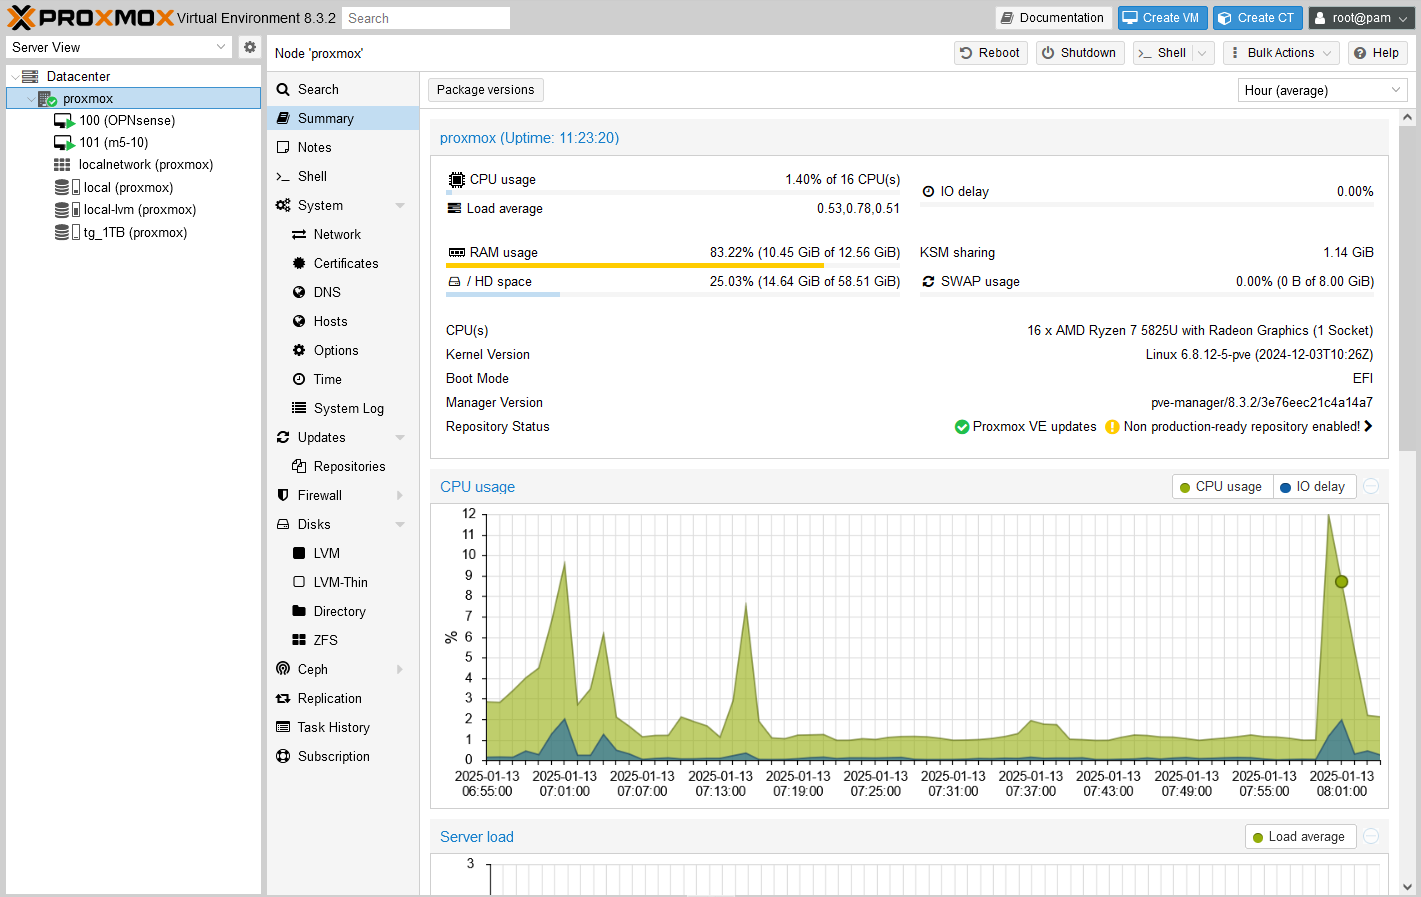 PROXMOX Virtual Environment 8.3.2 Search Documentation Create VM Create CT root@pam
Server View
Datacenter
proxmox
100 (OPNsense)
101 (m5-10)
localnetwork (proxmox)
local (proxmox)
local-lvm (proxmox)
tg_1TB (proxmox)
Node 'proxmox' Reboot Shutdown Shell Bulk Actions Help
Search
Summary
Notes
Shell
System
Network
Certificates
DNS
Hosts
Options
Time
System Log
Updates
Repositories
Firewall
Disks
LVM
LVM-Thin
Directory
ZFS
Ceph
Replication
Task History
Subscription
Package versions Hour (average)
proxmox (Uptime: 11:23:20)
CPU usage 1.40% of 16 CPU(s)
IO delay 0.00%
Load average 0.53,0.78,0.51
RAM usage 83.22% (10.45 GiB of 12.56 GiB) KSM sharing 1.14 GiB
/ HD space 25.03% (14.64 GiB of 58.51 GiB) SWAP usage 0.00% (0 B of 8.00 GiB)
CPU(s) 16 x AMD Ryzen 7 5825U with Radeon Graphics (1 Socket)
Kernel Version Linux 6.8.12-5-pve (2024-12-03T10:26Z)
Boot Mode EFI
Manager Version pve-manager/8.3.2/3e76eec21c4a14a7
Repository Status Proxmox VE updates Non production-ready repository enabled!
CPU usage CPU usage IO delay
12
11
10
9
8
7
% 6
5
4
3
2
1
0
2025-01-13 2025-01-13 2025-01-13 2025-01-13 2025-01-13 2025-01-13 2025-01-13 2025-01-13 2025-01-13 2025-01-13 2025-01-13 2025-01-13
06:55:00 07:01:00 07:07:00 07:13:00 07:19:00 07:25:00 07:31:00 07:37:00 07:43:00 07:49:00 07:55:00 08:01:00
Server load Load average
3